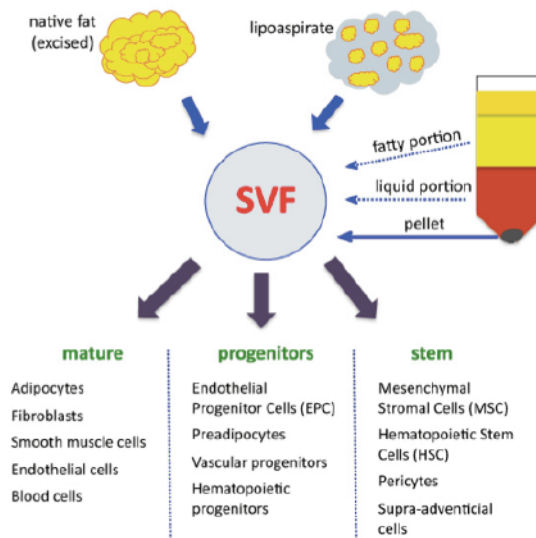 native fat
(excised)
lipoaspirate
fatty portion
liquid portion
pellet
SVF
mature
Adipocytes
Fibroblasts
Smooth muscle cells
Endothelial cells
Blood cells
progenitors
Endothelial
Progenitor Cells (EPC)
Preadipocytes
Vascular progenitors
Hematopoietic
progenitors
stem
Mesenchymal
Stromal Cells (MSC)
Hematopoietic Stem
Cells (HSC)
Pericytes
Supra-adventicial
cells